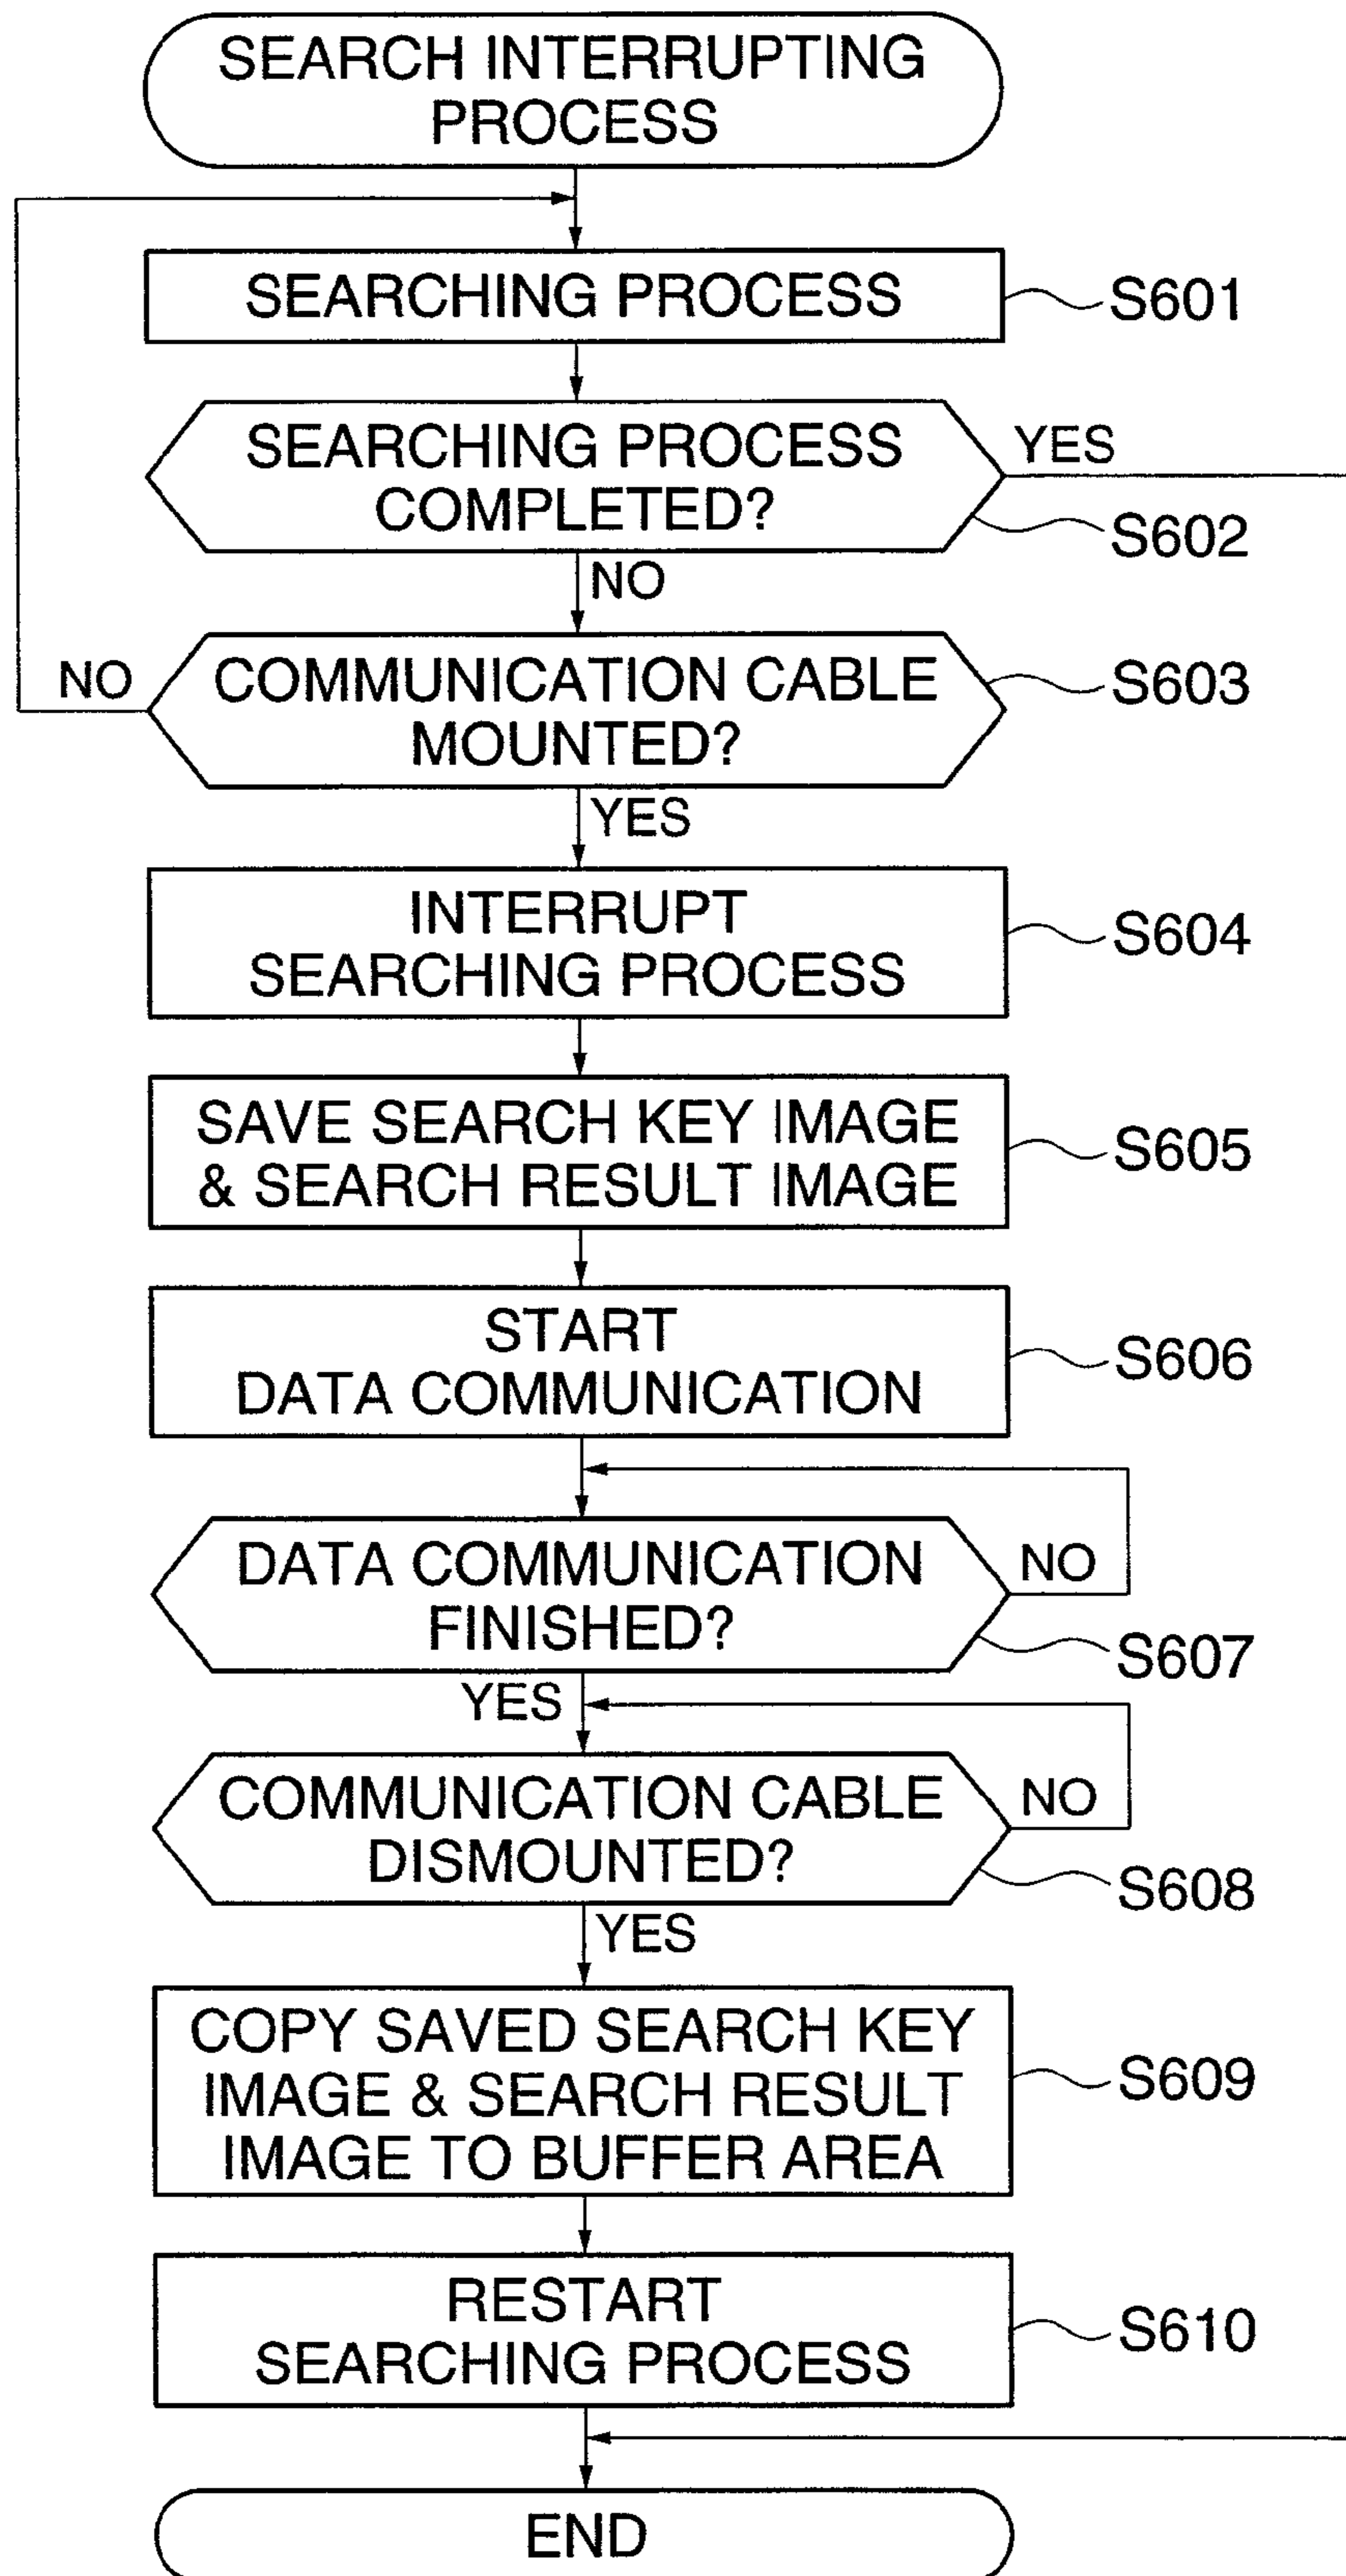 SEARCH INTERRUPTING
PROCESS
SEARCHING PROCESS
S601
SEARCHING PROCESS
COMPLETED?
YES
S602
NO
COMMUNICATION CABLE
MOUNTED?
NO
S603
YES
INTERRUPT
SEARCHING PROCESS
S604
SAVE SEARCH KEY IMAGE
& SEARCH RESULT IMAGE
S605
START
DATA COMMUNICATION
S606
DATA COMMUNICATION
FINISHED?
NO
S607
YES
COMMUNICATION CABLE
DISMOUNTED?
NO
S608
YES
COPY SAVED SEARCH KEY
IMAGE & SEARCH RESULT
IMAGE TO BUFFER AREA
S609
RESTART
SEARCHING PROCESS
S610
END